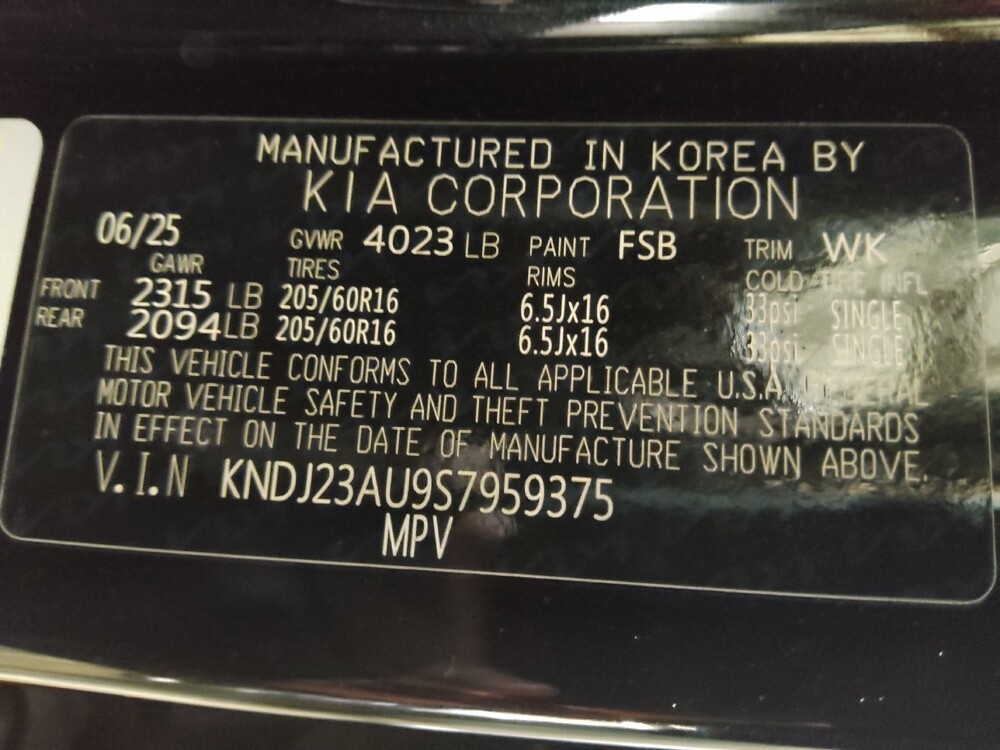 MANUFACTURED IN KOREA BY
KIA CORPORATION
06/25 GVWR 4023 LB PAINT FSB TRIM WK
GAWR TIRES RIMS COLD TIRE INFL
FRONT 2315 LB 205/60R16 6.5Jx16 33psi SINGLE
REAR 2094 LB 205/60R16 6.5Jx16 33psi SINGLE
THIS VEHICLE CONFORMS TO ALL APPLICABLE U.S.A. FEDERAL
MOTOR VEHICLE SAFETY AND THEFT PREVENTION STANDARDS
IN EFFECT ON THE DATE OF MANUFACTURE SHOWN ABOVE.
V.I.N KNDJ23AU9S7959375
MPV